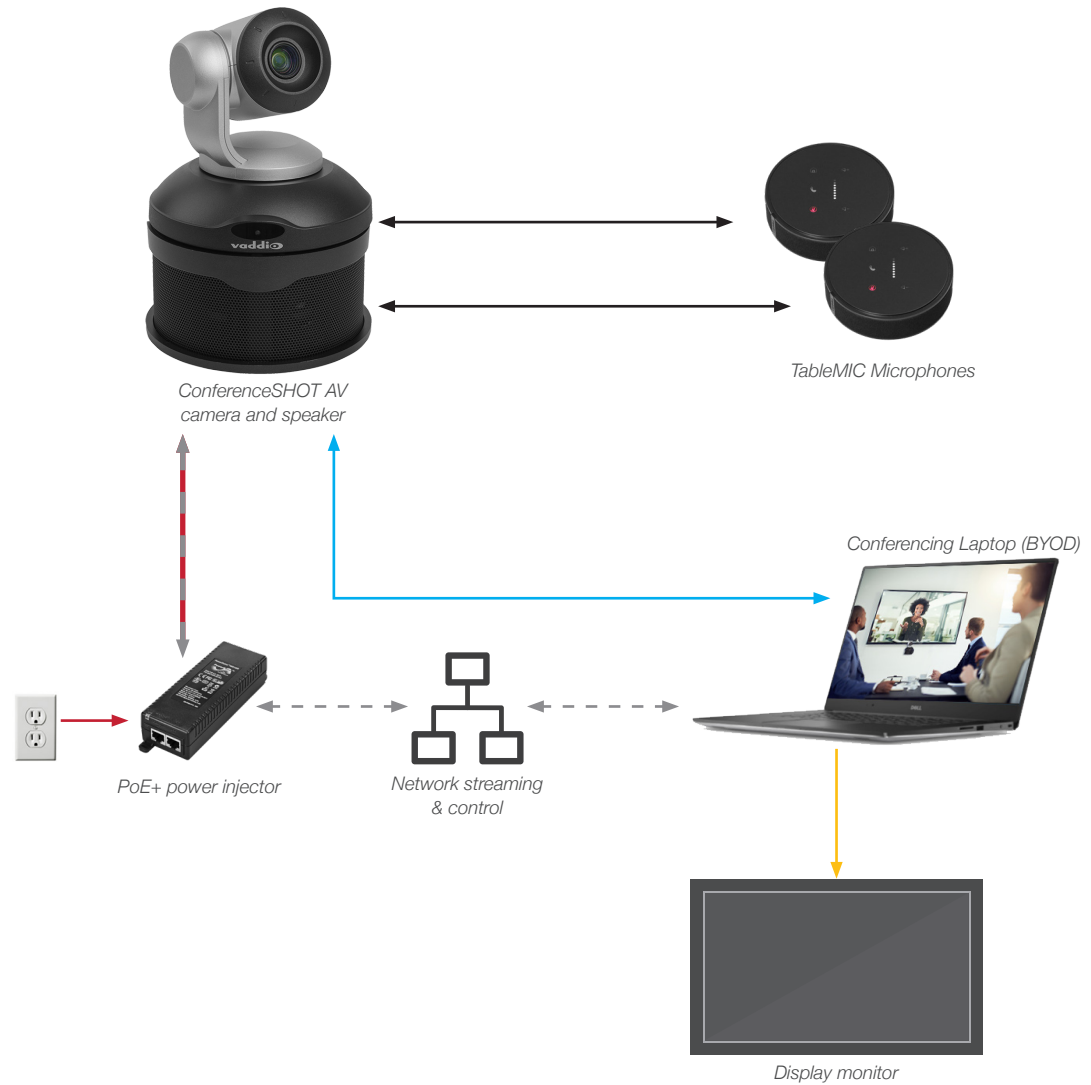 vaddio
TableMIC Microphones
ConferenceSHOT AV
camera and speaker
Conferencing Laptop (BYOD)
DELL
PoE+ power injector
Network streaming
& control
Display monitor